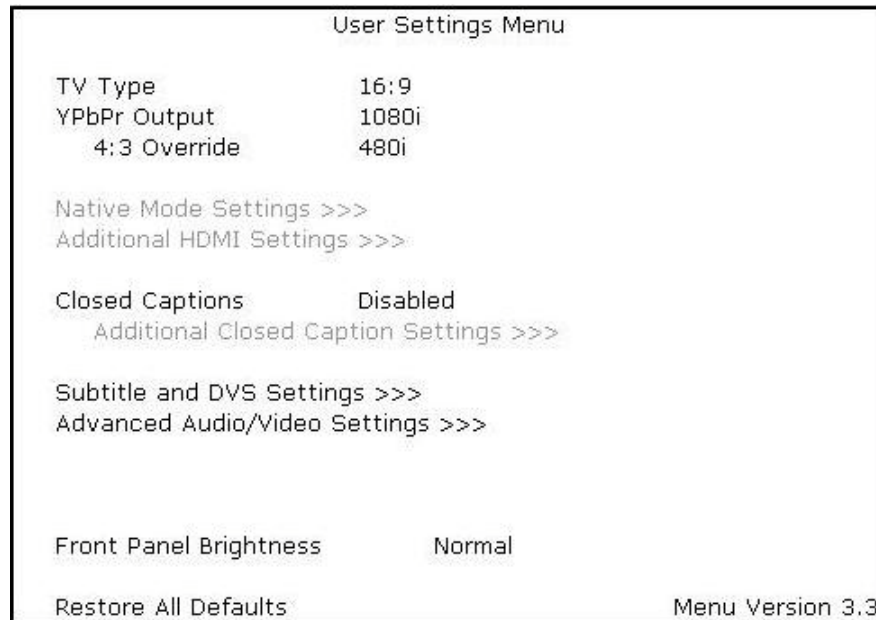 User Settings Menu
TV Type 16:9
YPbPr Output 1080i
4:3 Override 480i
Native Mode Settings >>>
Additional HDMI Settings >>>
Closed Captions Disabled
Additional Closed Caption Settings >>>
Subtitle and DVS Settings >>>
Advanced Audio/Video Settings >>>
Front Panel Brightness Normal
Restore All Defaults Menu Version 3.3